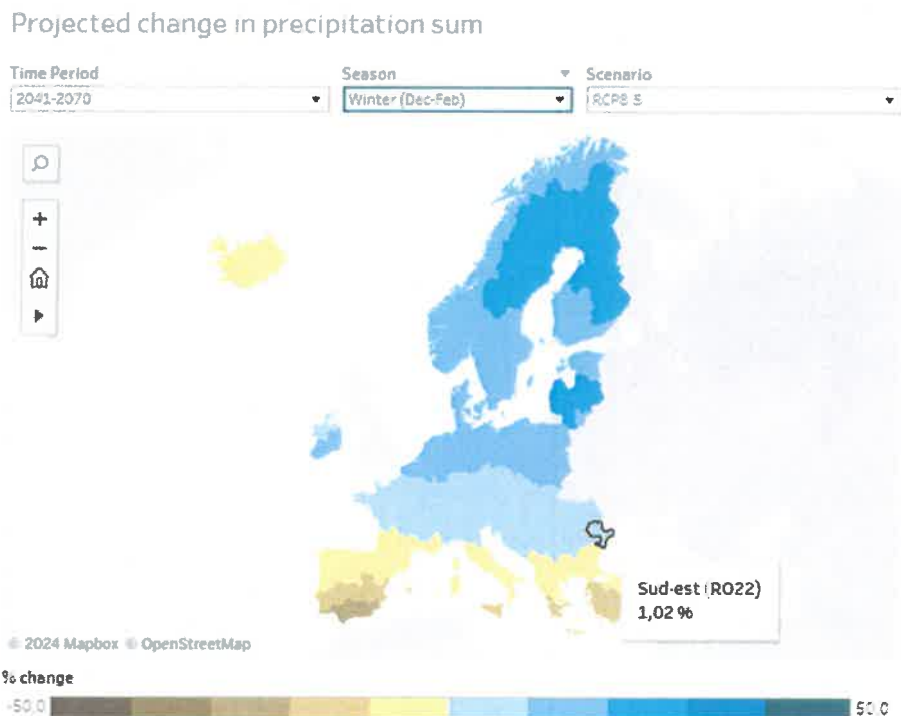 Projected change in precipitation sum
Time Period
Season
Scenario
2041-2070
Winter (Dec-Feb)
RCP8.5
Sud-est (RO22)
1,02 %
© 2024 Mapbox © OpenStreetMap
% change
-50,0
50,0